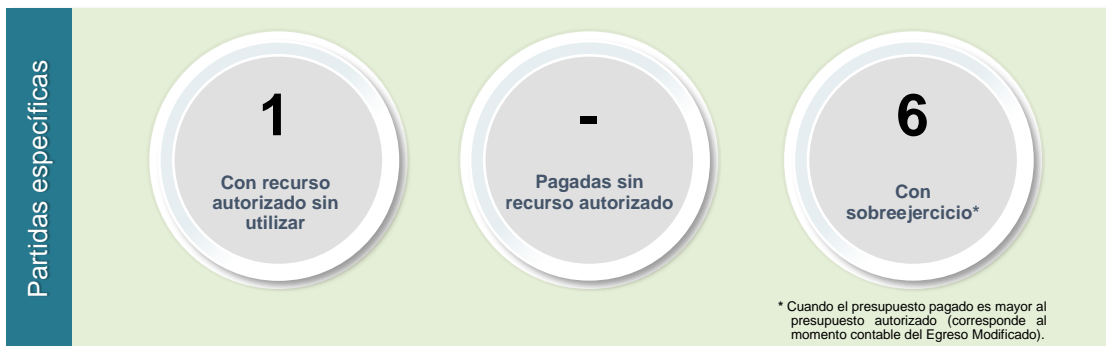 Partidas específicas
1
Con recurso
autorizado sin
utilizar
-
Pagadas sin
recurso autorizado
6
Con
sobreejercicio*
* Cuando el presupuesto pagado es mayor al
presupuesto autorizado (corresponde al
momento contable del Egreso Modificado).